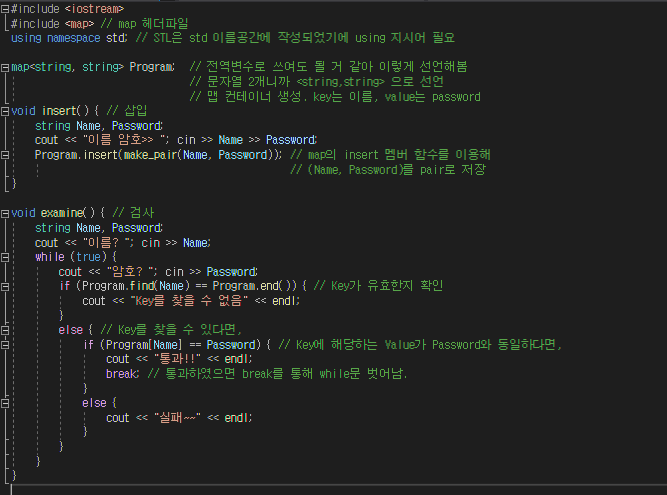 #include <iostream>
#include <map> // map 헤더파일
using namespace std; // STL은 std 이름공간에 작성되었기에 using 지시어 필요
map<string, string> Program; // 전역변수로 쓰여도 될 거 같아 이렇게 선언해봄
// 문자열 2개니까 <string,string> 으로 선언
// 맵 컨테이너 생성. key는 이름, value는 password
void insert() { // 삽입
string Name, Password;
cout << "이름 암호>> "; cin >> Name >> Password;
Program.insert(make_pair(Name, Password)); // map의 insert 멤버 함수를 이용해
// (Name, Password)를 pair로 저장
}
void examine() { // 검사
string Name, Password;
cout << "이름? "; cin >> Name;
while (true) {
cout << "암호? "; cin >> Password;
if (Program.find(Name) == Program.end()) { // Key가 유효한지 확인
cout << "Key를 찾을 수 없음" << endl;
}
else { // Key를 찾을 수 있다면,
if (Program[Name] == Password) { // Key에 해당하는 Value가 Password와 동일하다면,
cout << "통과!!" << endl;
break; // 통과하였으면 break를 통해 while문 벗어남.
}
else {
cout << "실패~~" << endl;
}
}
}
}